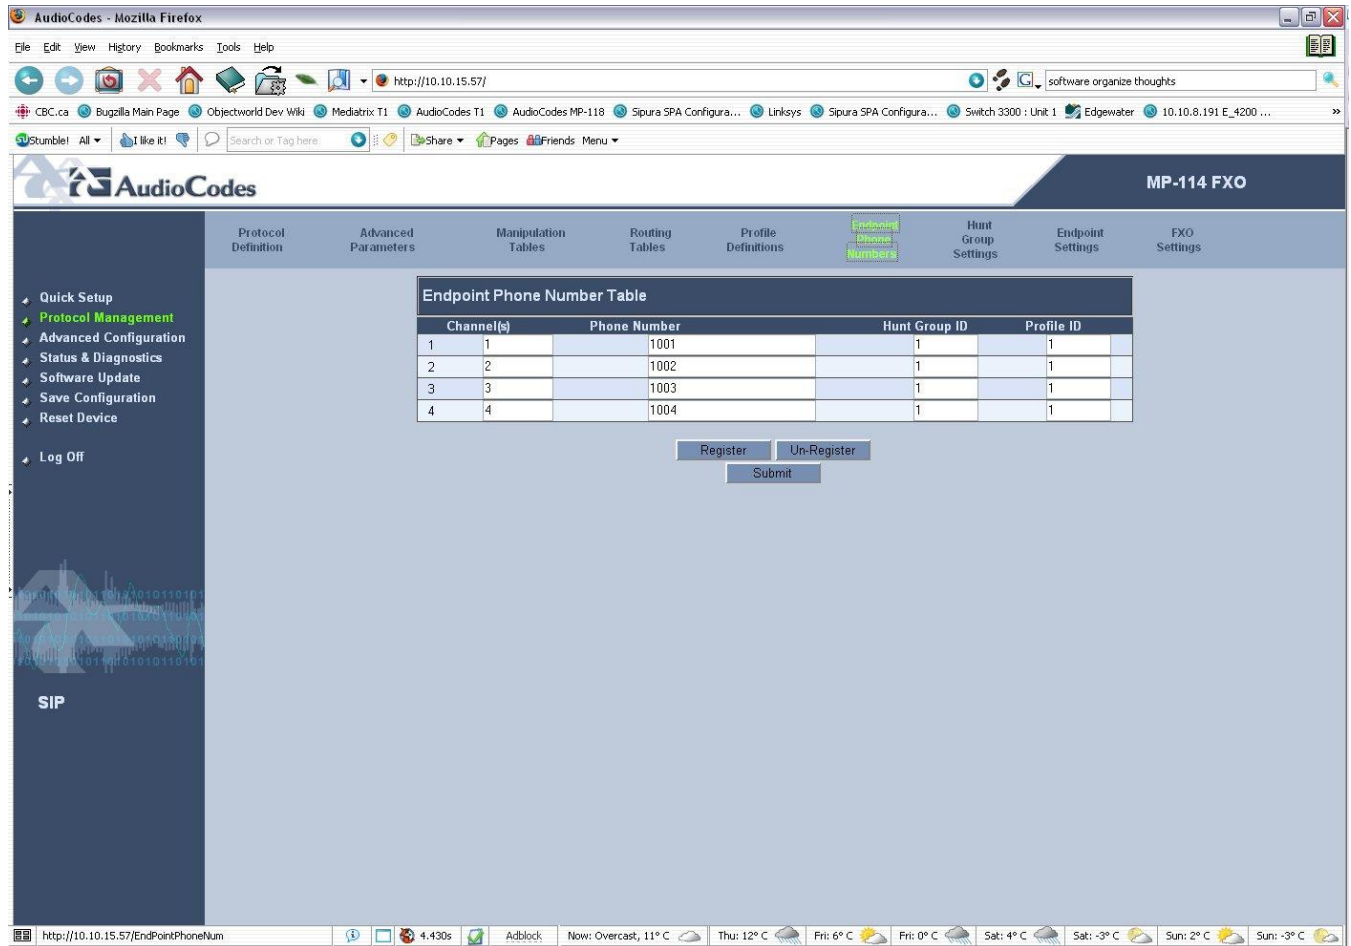 AudioCodes - Mozilla Firefox
File Edit View History Bookmarks Tools Help
http://10.10.15.57/ G software organize thoughts
CBC.ca Bugzilla Main Page Objectworld Dev Wiki Mediatrix T1 AudioCodes T1 AudioCodes MP-118 Sipura SPA Configura... Linksys Sipura SPA Configura... Switch 3300 : Unit 1 Edgewater 10.10.8.191 E_4200 ... »
Stumble! All I like it! Search or Tag here Share Pages Friends Menu
AudioCodes MP-114 FXO
Protocol Definition
Advanced Parameters
Manipulation Tables
Routing Tables
Profile Definitions
Endpoint Phone Numbers
Hunt Group Settings
Endpoint Settings
FXO Settings
Quick Setup
Protocol Management
Advanced Configuration
Status & Diagnostics
Software Update
Save Configuration
Reset Device
Log Off
SIP
Endpoint Phone Number Table
Channel(s) Phone Number Hunt Group ID Profile ID
1 1 1001 1 1
2 2 1002 1 1
3 3 1003 1 1
4 4 1004 1 1
Register Un-Register
Submit
http://10.10.15.57/EndPointPhoneNum 4.430s Adblock Now: Overcast, 11° C Thu: 12° C Fri: 6° C Fri: 0° C Sat: 4° C Sat: -3° C Sun: 2° C Sun: -3° C